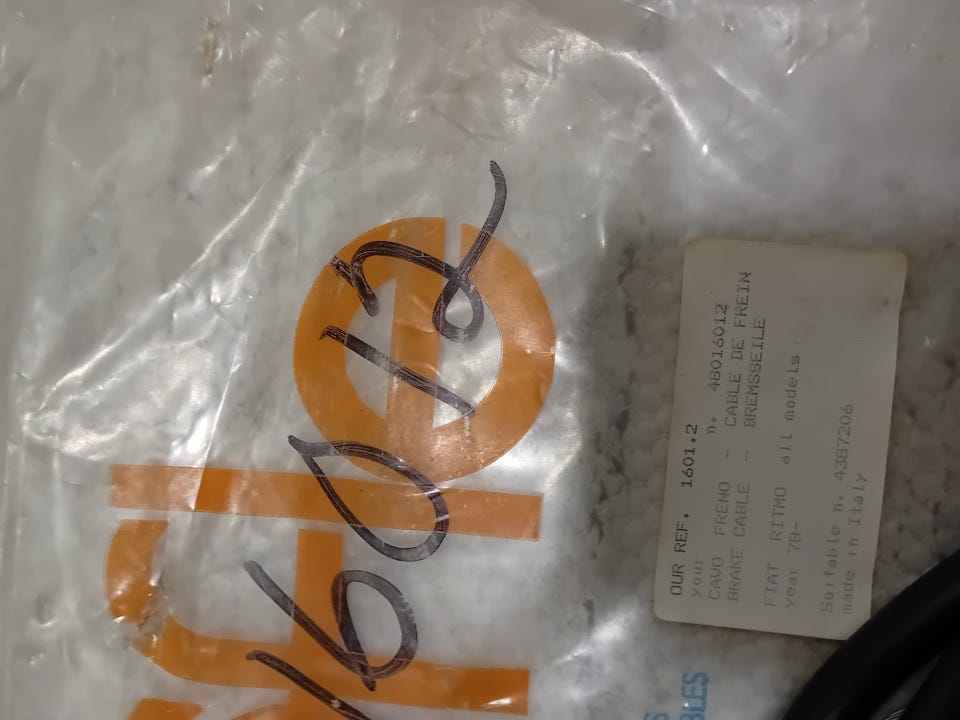 16012
OUR REF. 1601.2
your n. 48016012
CAVO FRENO - CABLE DE FREIN
BRAKE CABLE - BREMSSEILE
FIAT RITMO all models
year 78-
Suitable n. 4387206
made in Italy